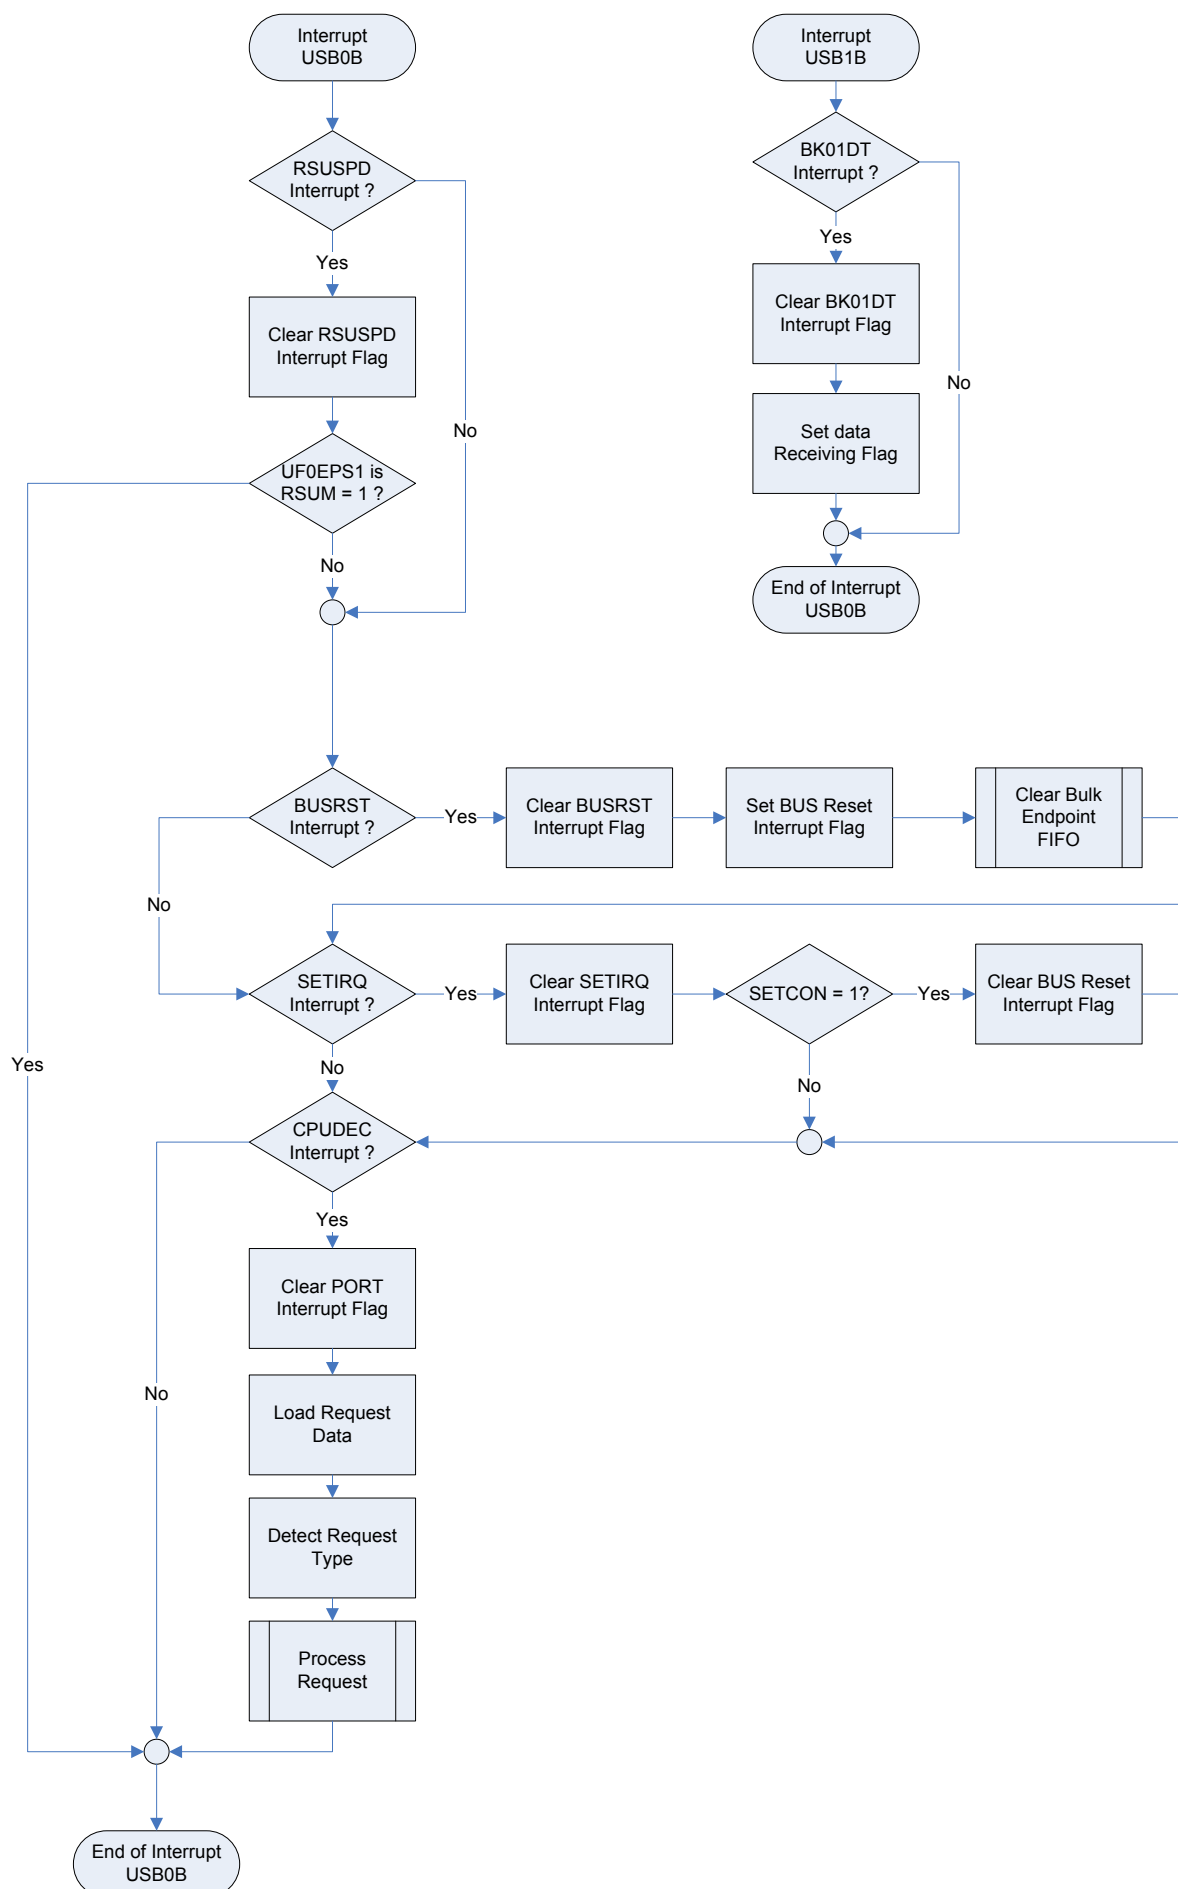 Interrupt
USB0B
RSUSPD
Interrupt ?
Yes
Clear RSUSPD
Interrupt Flag
No
UF0EPS1 is
RSUM = 1 ?
No
Interrupt
USB1B
BK01DT
Interrupt ?
Yes
Clear BK01DT
Interrupt Flag
No
Set data
Receiving Flag
End of Interrupt
USB0B
BUSRST
Interrupt ?
Yes
Clear BUSRST
Interrupt Flag
Set BUS Reset
Interrupt Flag
Clear Bulk
Endpoint
FIFO
No
SETIRQ
Interrupt ?
Yes
Clear SETIRQ
Interrupt Flag
SETCON = 1?
Yes
Clear BUS Reset
Interrupt Flag
Yes
No
No
CPUDEC
Interrupt ?
Yes
Clear PORT
Interrupt Flag
No
Load Request
Data
Detect Request
Type
Process
Request
End of Interrupt
USB0B